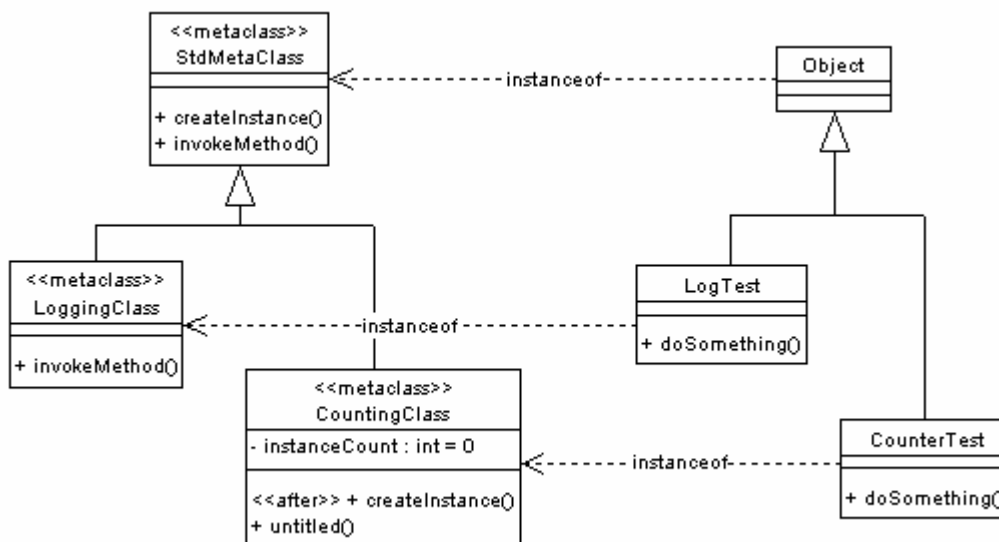 <<metaclass>>
StdMetaClass
+ createInstance()
+ invokeMethod()
instanceof
Object
<<metaclass>>
LoggingClass
+ invokeMethod()
instanceof
LogTest
+ doSomething()
<<metaclass>>
CountingClass
- instanceCount : int = 0
<<after>> + createInstance()
+ untitled()
instanceof
CounterTest
+ doSomething()